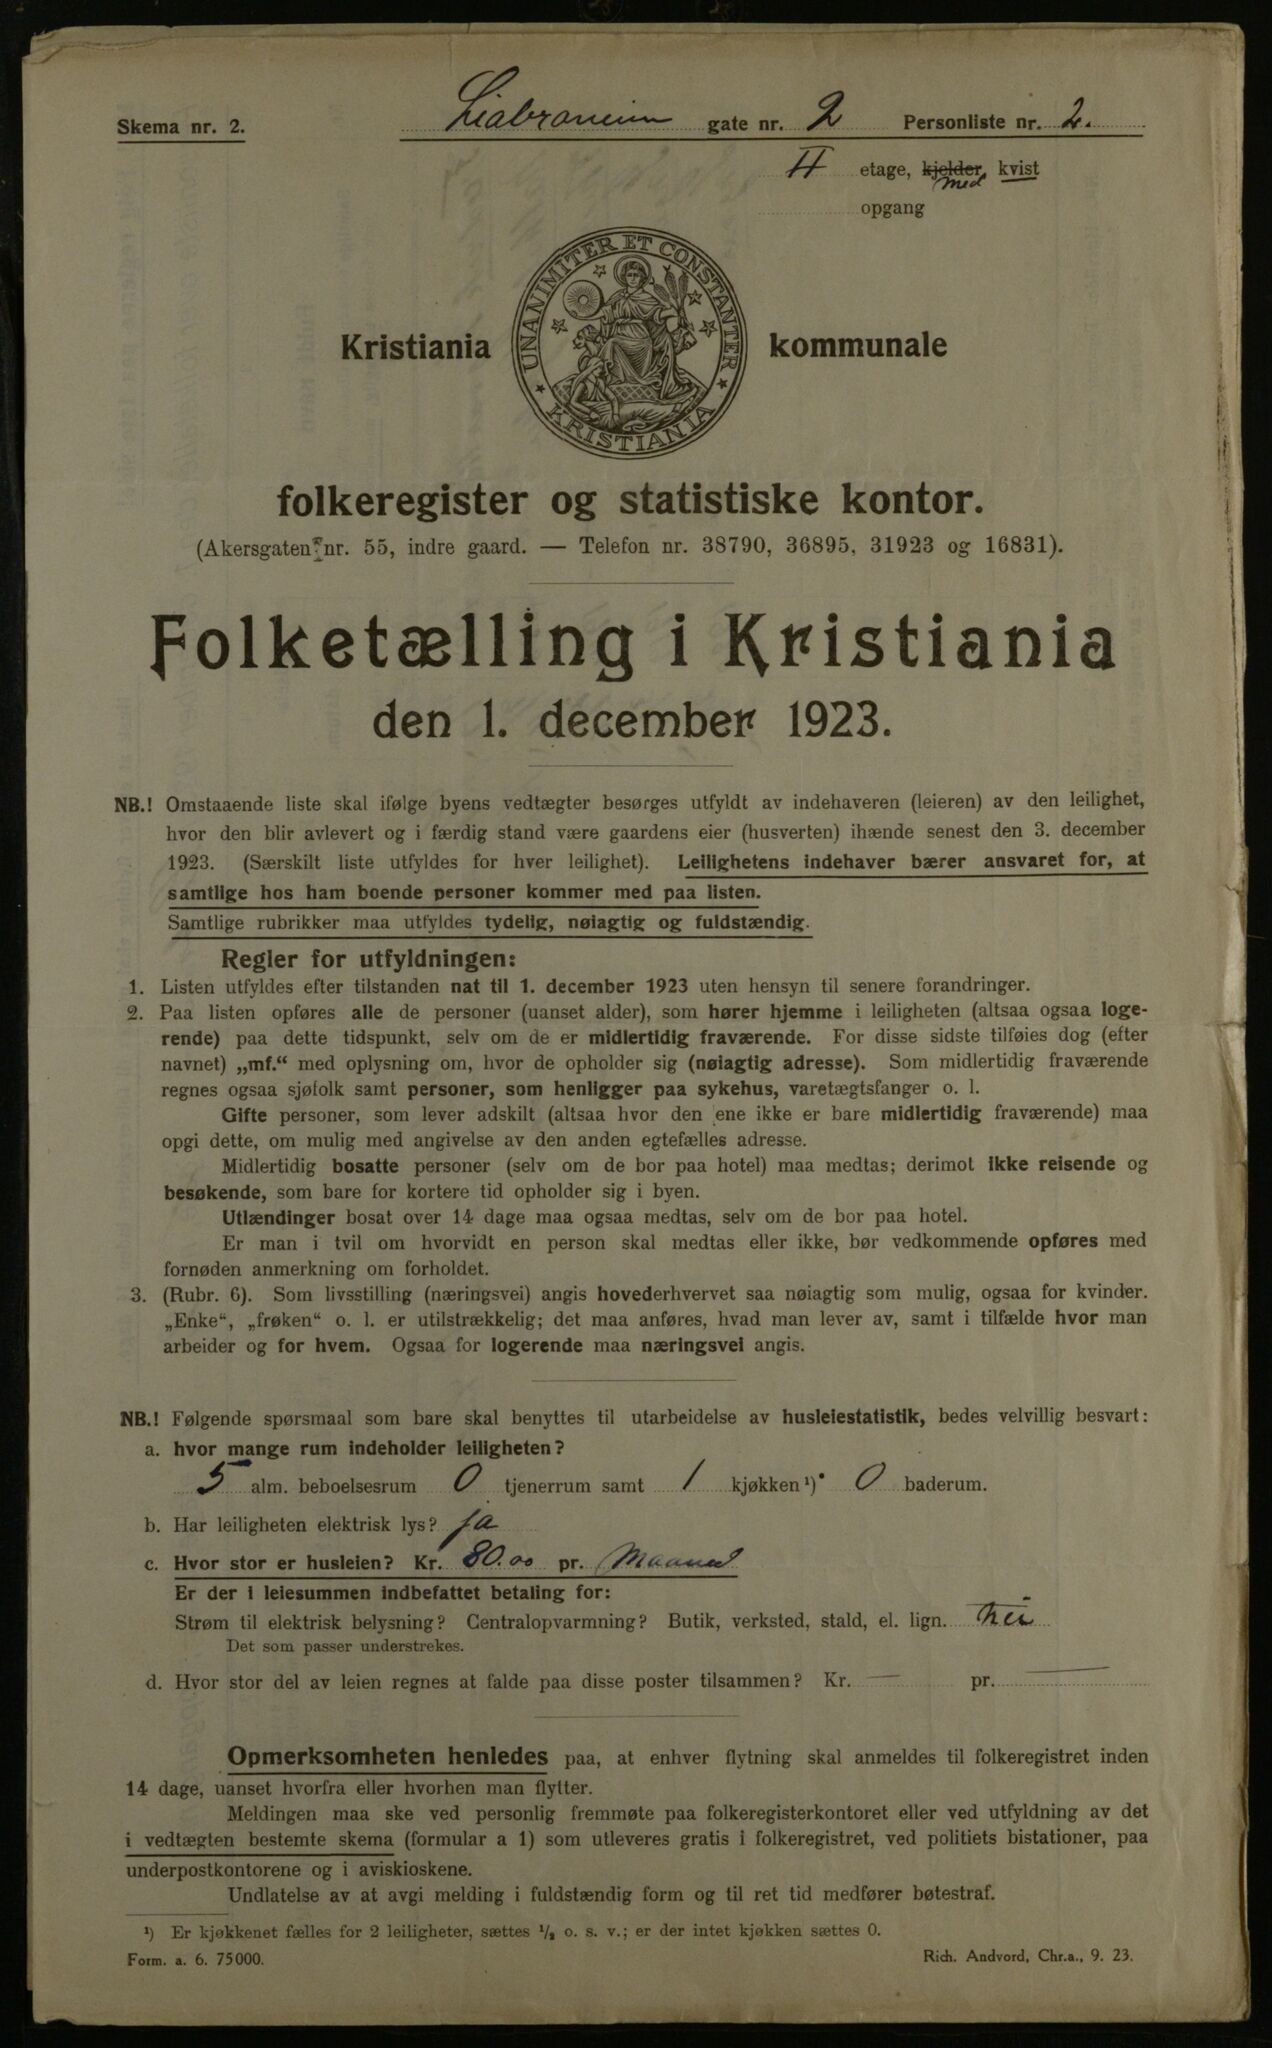 Skema nr. 2.
gate nr. 2 Personliste nr. 2.
II etage, kjelder, kvist
med
opgang
UNANIMITER ET CONSTANTER
KRISTIANIA
Kristiania kommunale
folkeregister og statistiske kontor.
(Akersgaten nr. 55, indre gaard. — Telefon nr. 38790, 36895, 31923 og 16831).
Folketælling i Kristiania
den 1. december 1923.
NB.! Omstaaende liste skal ifølge byens vedtægter besørges utfyldt av indehaveren (leieren) av den leilighet,
hvor den blir avlevert og i færdig stand være gaardens eier (husverten) ihænde senest den 3. december
1923. (Særskilt liste utfyldes for hver leilighet). Leilighetens indehaver bærer ansvaret for, at
samtlige hos ham boende personer kommer med paa listen.
Samtlige rubrikker maa utfyldes tydelig, nøiagtig og fuldstændig.
Regler for utfyldningen:
1. Listen utfyldes efter tilstanden nat til 1. december 1923 uten hensyn til senere forandringer.
2. Paa listen opføres alle de personer (uanset alder), som hører hjemme i leiligheten (altsaa ogsaa loge-
rende) paa dette tidspunkt, selv om de er midlertidig fraværende. For disse sidste tilføies dog (efter
navnet) „mf.“ med oplysning om, hvor de opholder sig (nøiagtig adresse). Som midlertidig fraværende
regnes ogsaa sjøfolk samt personer, som henligger paa sykehus, varetægtsfanger o. l.
Gifte personer, som lever adskilt (altsaa hvor den ene ikke er bare midlertidig fraværende) maa
opgi dette, om mulig med angivelse av den anden egtefælles adresse.
Midlertidig bosatte personer (selv om de bor paa hotel) maa medtas; derimot ikke reisende og
besøkende, som bare for kortere tid opholder sig i byen.
Utlændinger bosat over 14 dage maa ogsaa medtas, selv om de bor paa hotel.
Er man i tvil om hvorvidt en person skal medtas eller ikke, bør vedkommende opføres med
fornøden anmerkning om forholdet.
3. (Rubr. 6). Som livsstilling (næringsvei) angis hovederhvervet saa nøiagtig som mulig, ogsaa for kvinder.
„Enke“, „frøken“ o. l. er utilstrækkelig; det maa anføres, hvad man lever av, samt i tilfælde hvor man
arbeider og for hvem. Ogsaa for logerende maa næringsvei angis.
NB.! Følgende spørsmaal som bare skal benyttes til utarbeidelse av husleiestatistik, bedes velvillig besvart:
a. hvor mange rum indeholder leiligheten?
5 alm. beboelsesrum 0 tjenerrum samt 1 kjøkken ¹) 0 baderum.
b. Har leiligheten elektrisk lys? ja
c. Hvor stor er husleien? Kr. 80.00 pr. Maaned
Er der i leiesummen indbefattet betaling for:
Strøm til elektrisk belysning? Centralopvarmning? Butik, verksted, stald, el. lign. Nei
Det som passer understrekes.
d. Hvor stor del av leien regnes at falde paa disse poster tilsammen? Kr. — pr. —
Opmerksomheten henledes paa, at enhver flytning skal anmeldes til folkeregistret inden
14 dage, uanset hvorfra eller hvorhen man flytter.
Meldingen maa ske ved personlig fremmøte paa folkeregisterkontoret eller ved utfyldning av det
i vedtægten bestemte skema (formular a 1) som utleveres gratis i folkeregistret, ved politiets bistationer, paa
underpostkontorene og i aviskioskene.
Undlatelse av at avgi melding i fuldstændig form og til ret tid medfører bøtestraf.
¹) Er kjøkkenet fælles for 2 leiligheter, sættes ½ o. s. v.; er der intet kjøkken sættes 0.
Form. a. 6. 75000. Rich. Andvord, Chr.a., 9. 23.